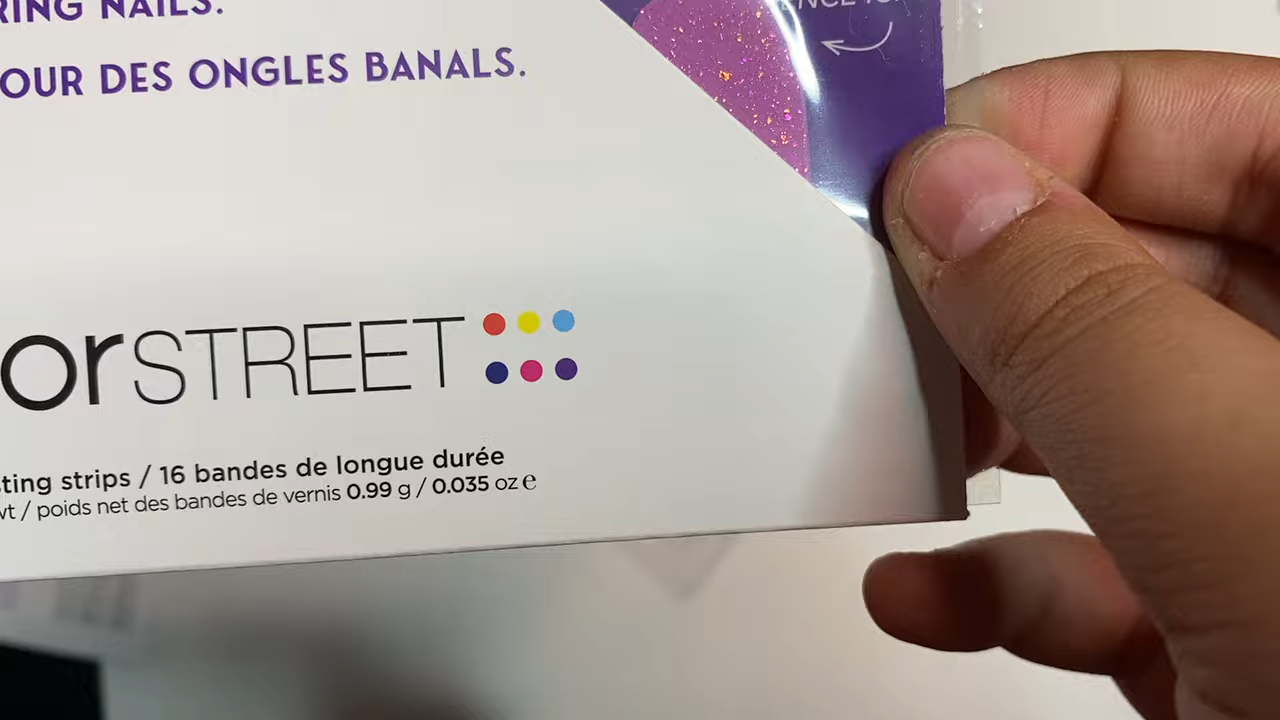 RING NAILS.
OUR DES ONGLES BANALS.
orSTREET
ting strips / 16 bandes de longue durée
wt / poids net des bandes de vernis 0.99 g / 0.035 oz ℮